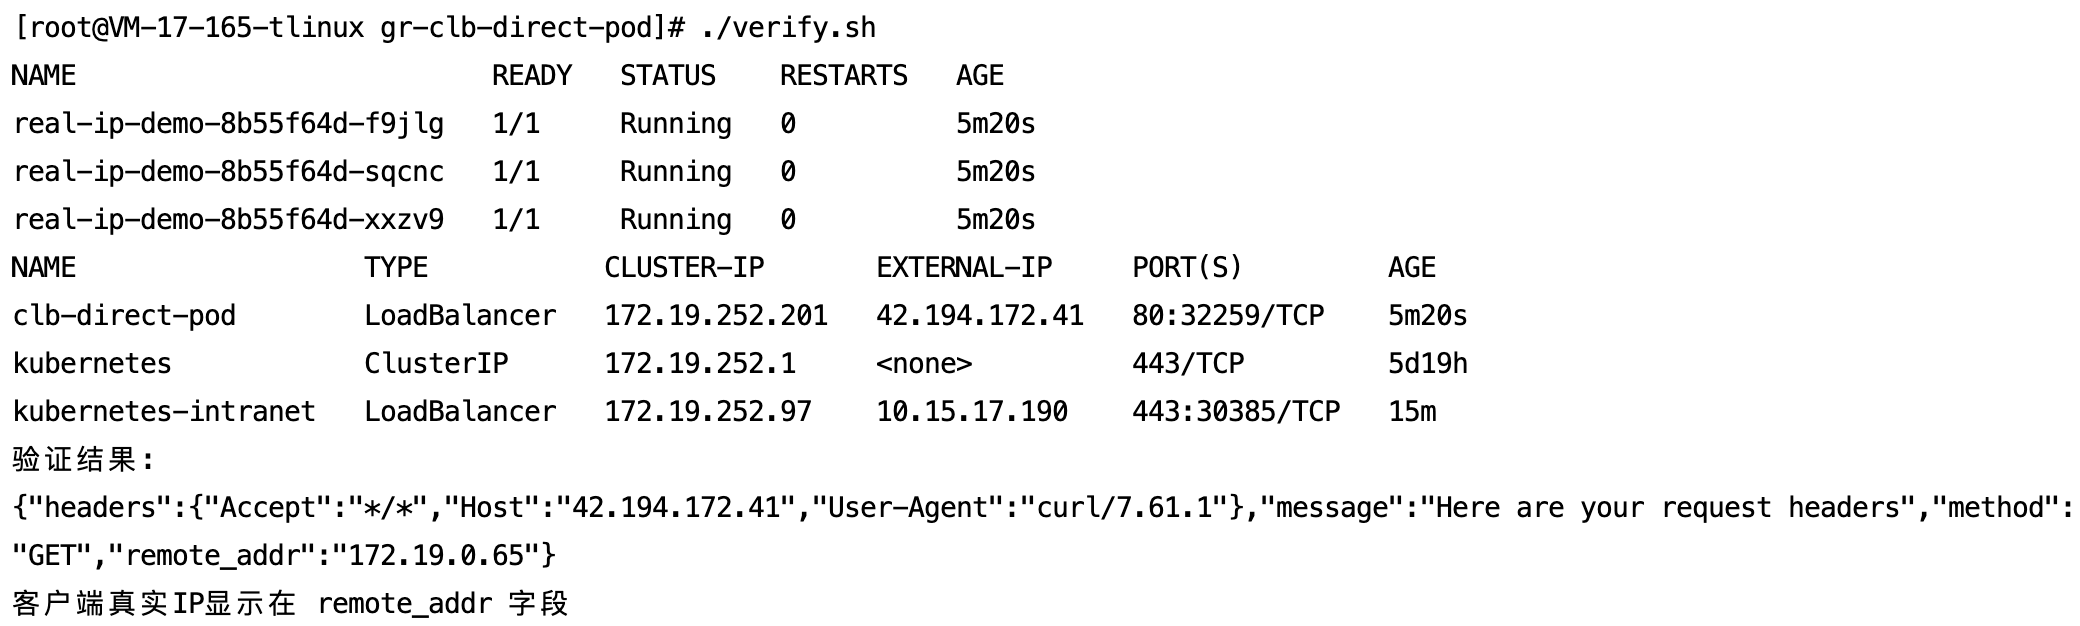 [root@VM-17-165-tlinux gr-clb-direct-pod]# ./verify.sh
NAME                          READY   STATUS    RESTARTS   AGE
real-ip-demo-8b55f64d-f9jlg   1/1     Running   0          5m20s
real-ip-demo-8b55f64d-sqcnc   1/1     Running   0          5m20s
real-ip-demo-8b55f64d-xxzv9   1/1     Running   0          5m20s
NAME                  TYPE           CLUSTER-IP       EXTERNAL-IP     PORT(S)         AGE
clb-direct-pod        LoadBalancer   172.19.252.201   42.194.172.41   80:32259/TCP    5m20s
kubernetes            ClusterIP      172.19.252.1     <none>          443/TCP         5d19h
kubernetes-intranet   LoadBalancer   172.19.252.97    10.15.17.190    443:30385/TCP   15m
验证结果:
{"headers":{"Accept":"*/*","Host":"42.194.172.41","User-Agent":"curl/7.61.1"},"message":"Here are your request headers","method":
"GET","remote_addr":"172.19.0.65"}
客户端真实IP显示在 remote_addr 字段